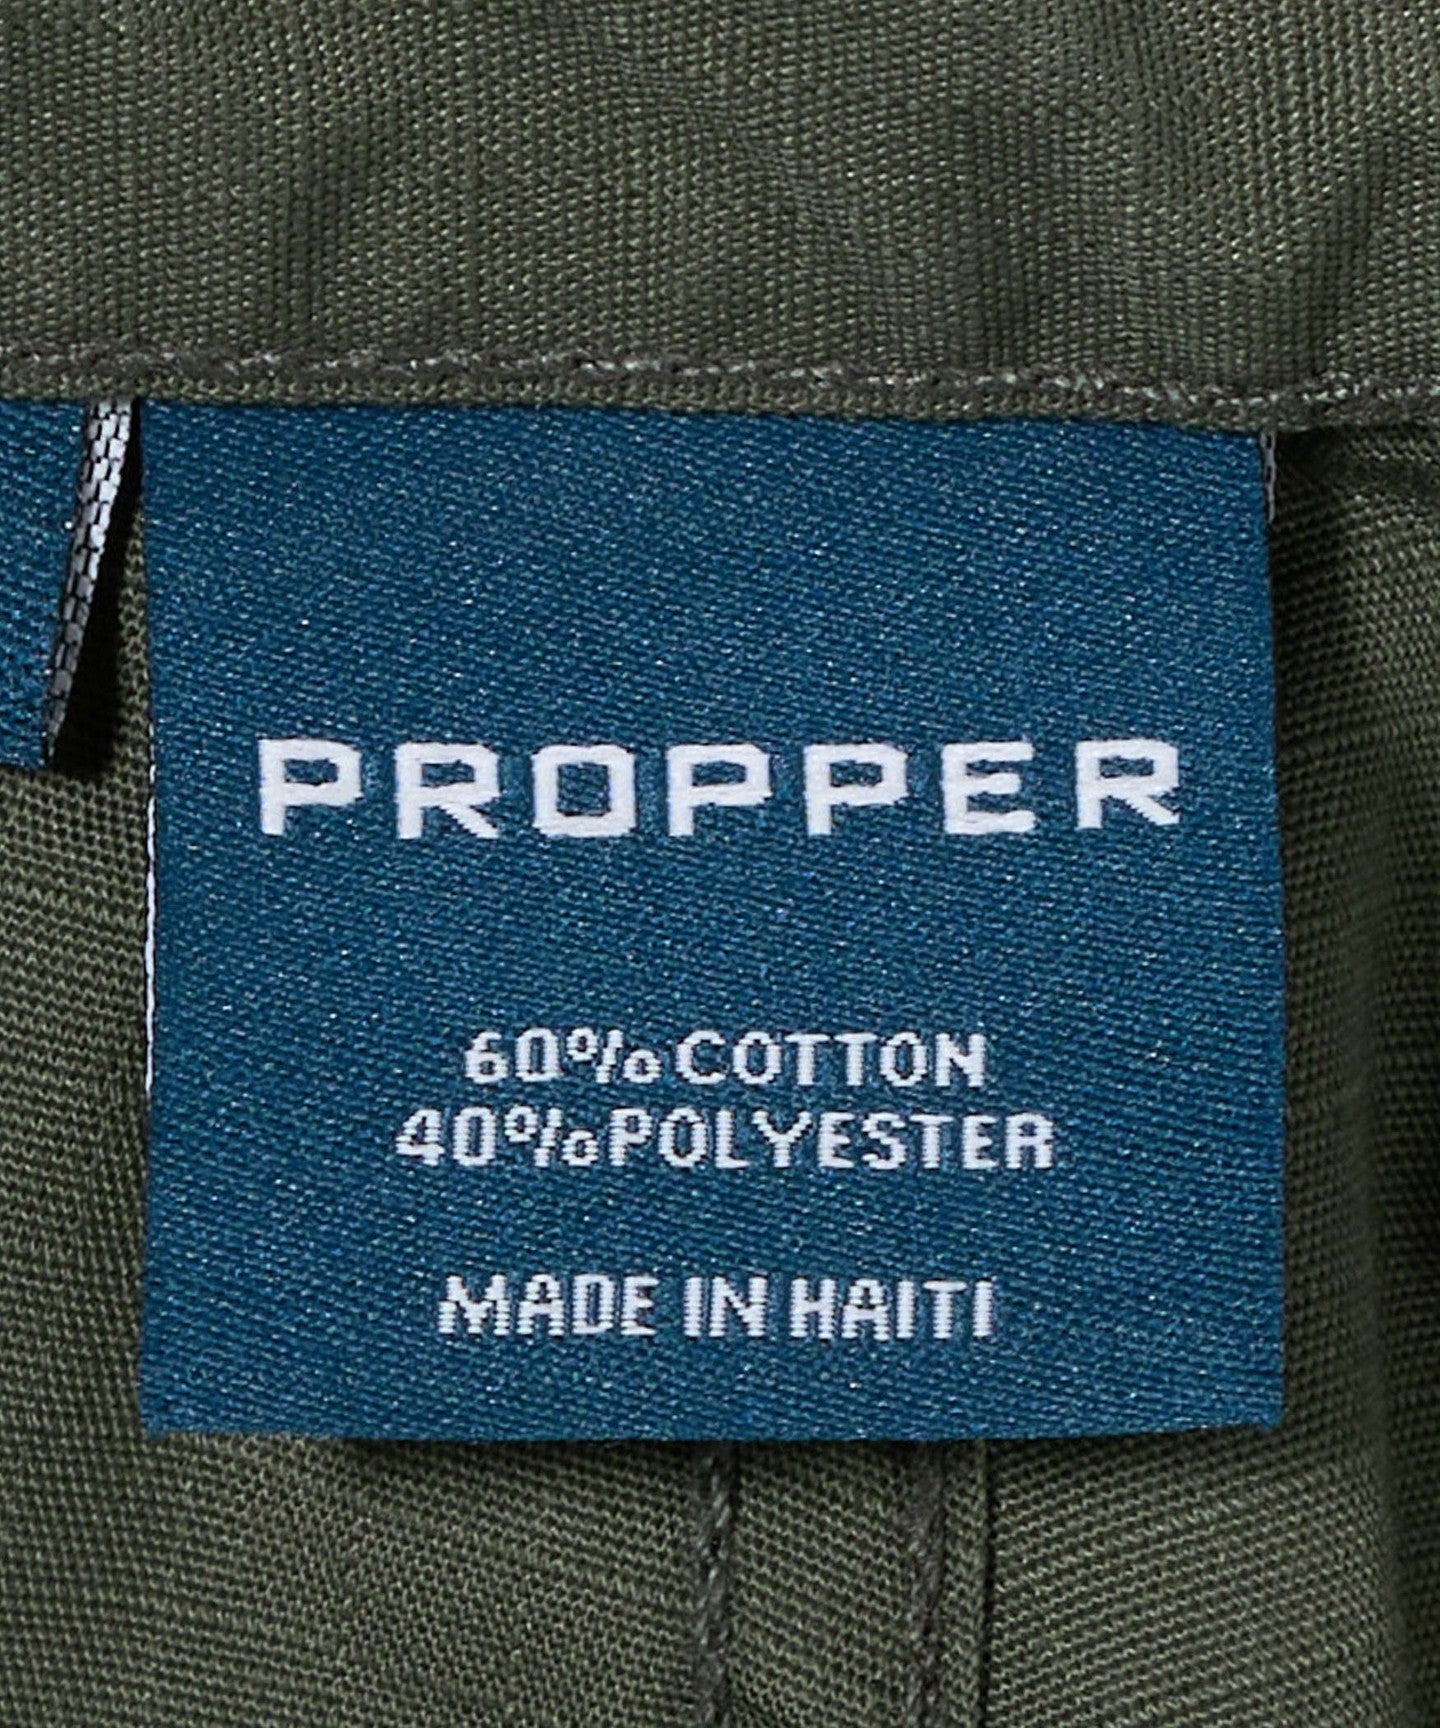 PROPPER
60% COTTON
40% POLYESTER
MADE IN HAITI